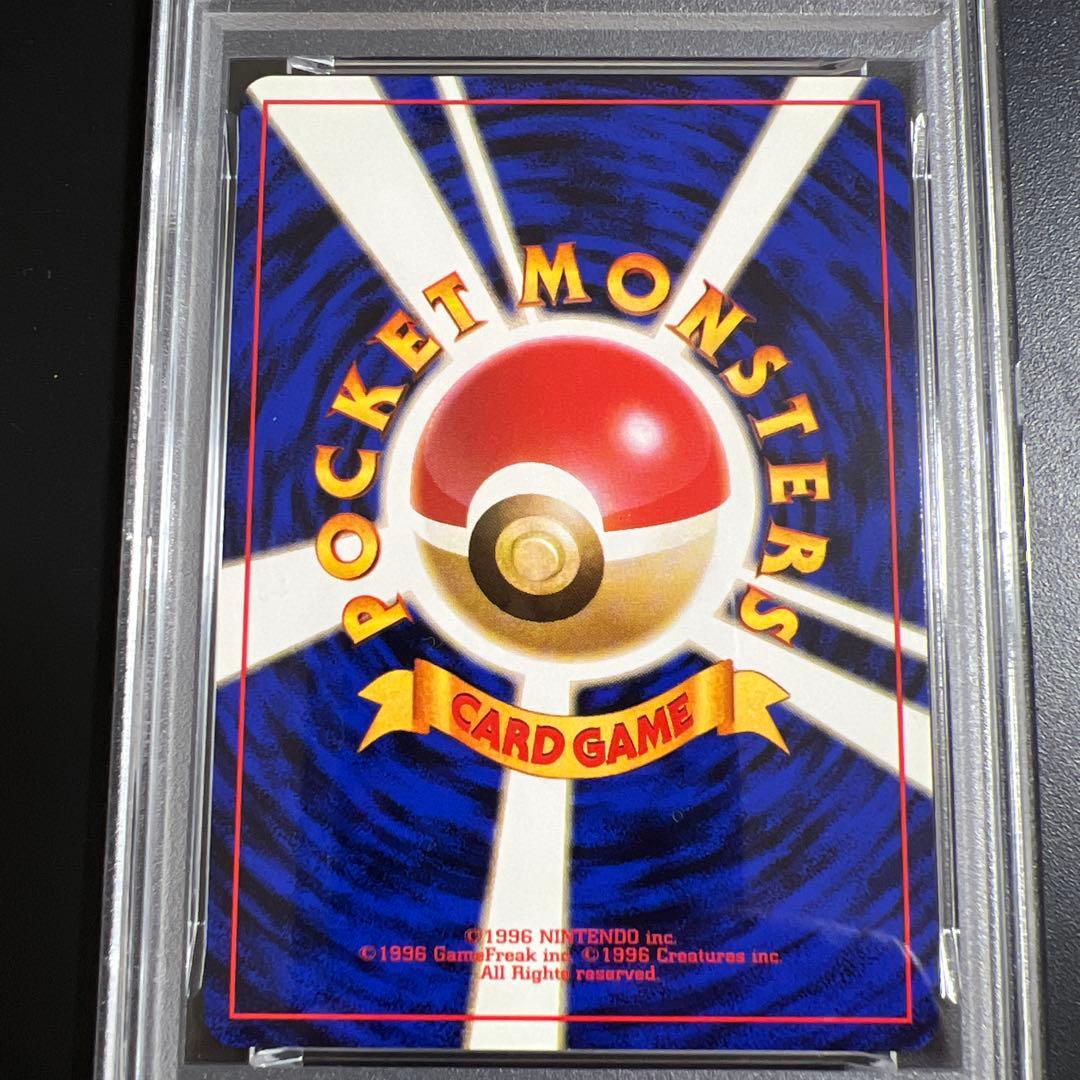 POCKET MONSTERS
CARD GAME
©1996 NINTENDO inc.
©1996 GameFreak inc. ©1996 Creatures inc.
All Rights reserved.